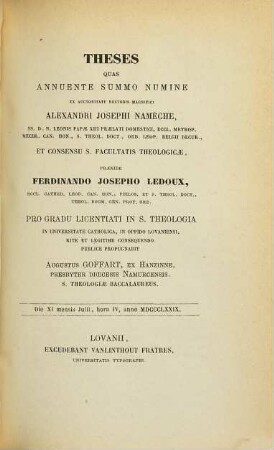 THESES
QUAS
ANNUENTE SUMMO NUMINE
EX AUCTORITATE RECTORIS MAGNIFICI
ALEXANDRI JOSEPHI NAMÈCHE,
SS. D. N. LEONIS PAPÆ XIII PRÆLATI DOMESTICI, ECCL. METROP.
MECHL. CAN. HON., S. THEOL. DOCT., ORD. LEOP. BELGII DECUR.,
ET CONSENSU S. FACULTATIS THEOLOGICÆ,
PRÆSIDE
FERDINANDO JOSEPHO LEDOUX,
ECCL. CATHED. LEOD. CAN. HON., PHILOS. ET S. THEOL. DOCT.,
THEOL. DOGM. GEN. PROF. ORD.
PRO GRADU LICENTIATI IN S. THEOLOGIA
IN UNIVERSITATE CATHOLICA, IN OPPIDO LOVANIENSI,
RITE ET LEGITIME CONSEQUENDO
PUBLICE PROPUGNABIT
AUGUSTUS GOFFART, EX HANZINNE,
PRESBYTER DIŒCESIS NAMURCENSIS,
S. THEOLOGIÆ BACCALAUREUS.
Die XI mensis Julii, hora IV, anno MDCCCLXXIX.
LOVANII,
EXCUDEBANT VANLINTHOUT FRATRES,
UNIVERSITATIS TYPOGRAPHI.